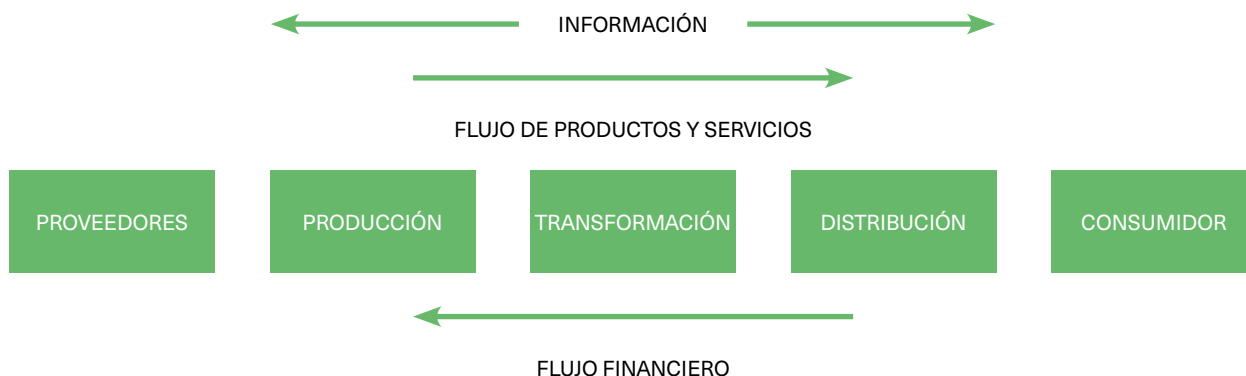 INFORMACIÓN
FLUJO DE PRODUCTOS Y SERVICIOS
PROVEEDORES
PRODUCCIÓN
TRANSFORMACIÓN
DISTRIBUCIÓN
CONSUMIDOR
FLUJO FINANCIERO